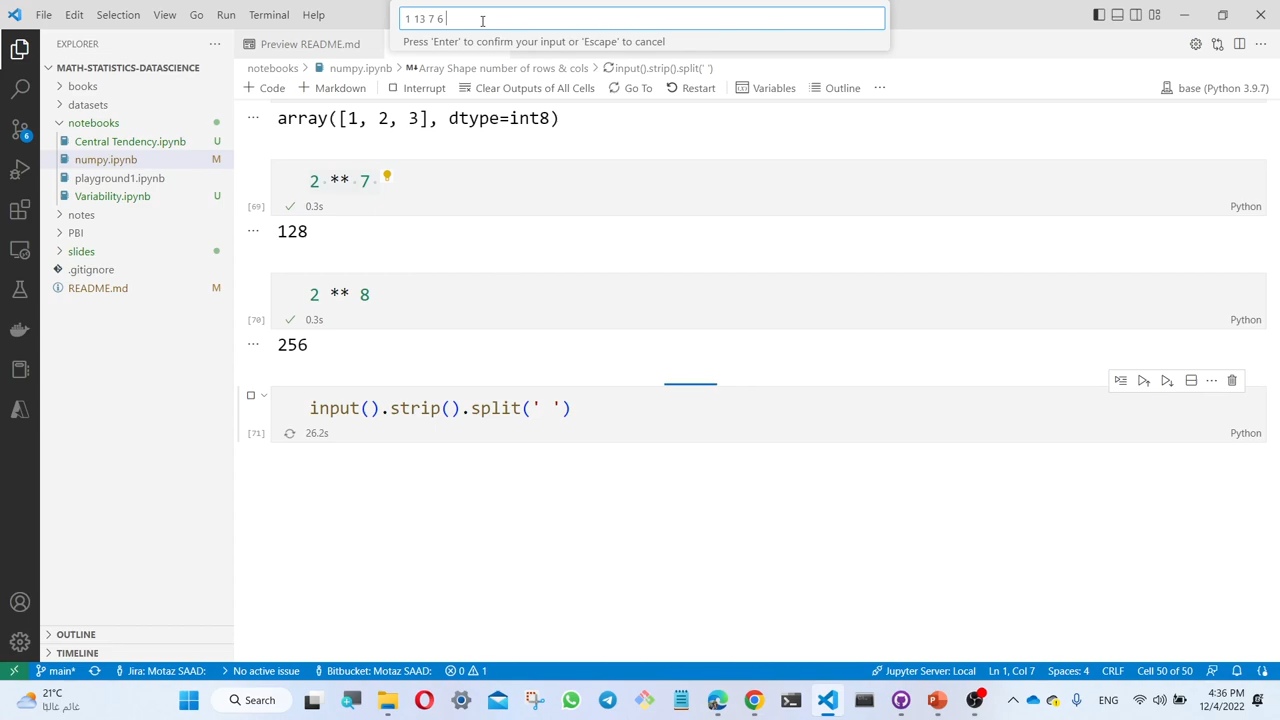 File Edit Selection View Go Run Terminal Help
1 13 7 6
Press 'Enter' to confirm your input or 'Escape' to cancel
EXPLORER
Preview README.md
MATH-STATISTICS-DATASCIENCE
books
datasets
notebooks
Central Tendency.ipynb U
numpy.ipynb M
playground1.ipynb
Variability.ipynb U
notes
PBI
slides
.gitignore
README.md M
OUTLINE
TIMELINE
notebooks > numpy.ipynb > M↓Array Shape number of rows & cols > input().strip().split(' ')
+ Code + Markdown Interrupt Clear Outputs of All Cells Go To Restart Variables Outline ... base (Python 3.9.7)
array([1, 2, 3], dtype=int8)
2 ** 7
[69] 0.3s Python
128
2 ** 8
[70] 0.3s Python
256
input().strip().split(' ')
[71] 26.2s Python
6
main* Jira: Motaz SAAD: No active issue Bitbucket: Motaz SAAD: 0 1 Jupyter Server: Local Ln 1, Col 7 Spaces: 4 CRLF Cell 50 of 50
21°C
غائم غالبًا
Search
ENG
4:36 PM
12/4/2022